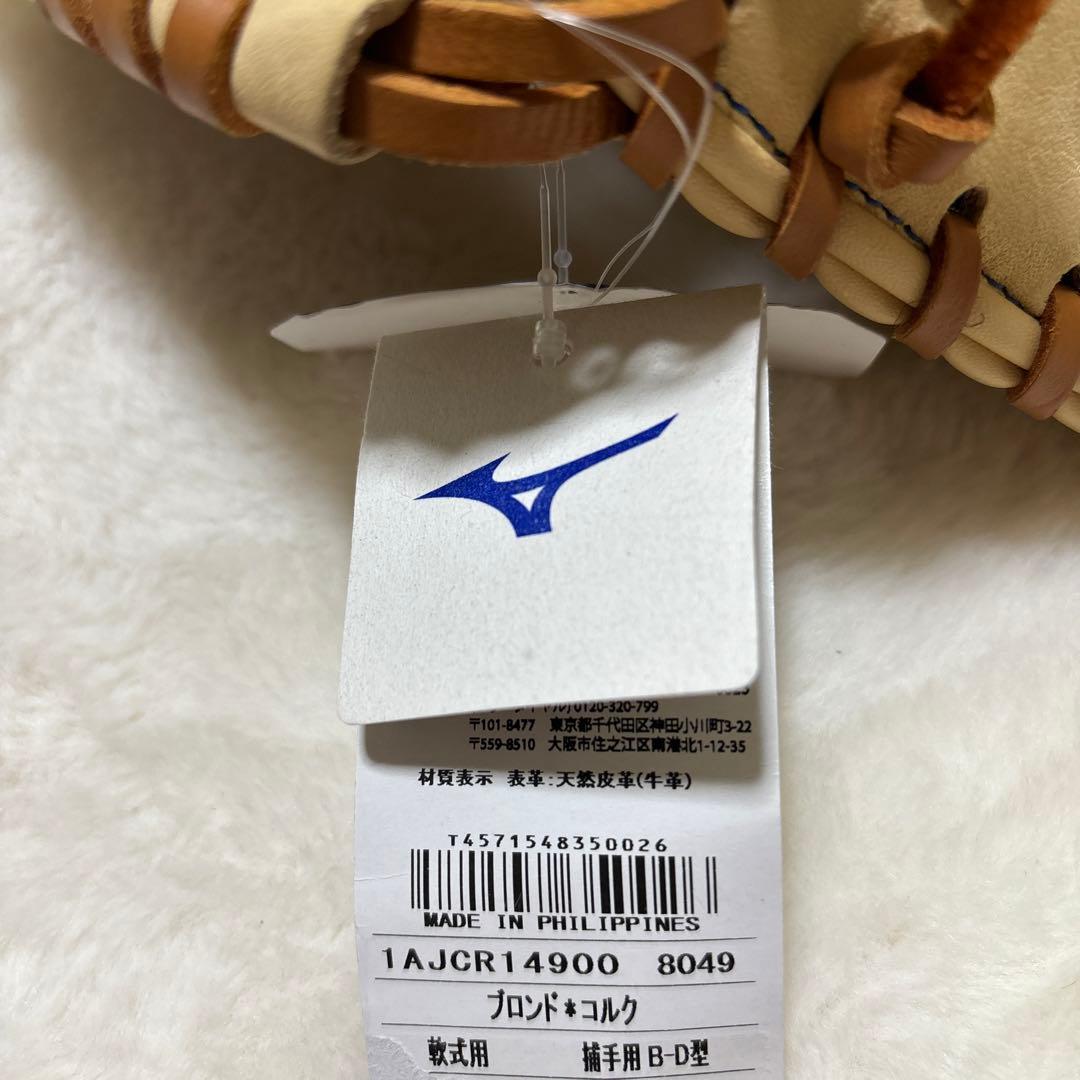 0120-320-799
〒101-8477 東京都千代田区神田小川町3-22
〒559-8510 大阪市住之江区南港北1-12-35
材質表示 表革:天然皮革(牛革)
T4571548350026
MADE IN PHILIPPINES
1AJCR14900 8049
ブロンド*コルク
軟式用 捕手用B-D型